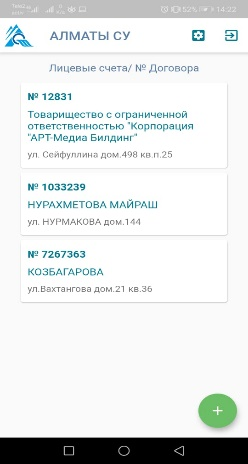 52% 14:22
АЛМАТЫ СУ
Лицевые счета/ № Договора
№ 12831
Товарищество с ограниченной
ответственностью "Корпорация
"АРТ-Медиа Билдинг"
ул. Сейфуллина дом.498 кв.п.25
№ 1033239
НУРАХМЕТОВА МАЙРАШ
ул. НУРМАКОВА дом.144
№ 7267363
КОЗБАГАРОВА
ул.Вахтангова дом.21 кв.36
+